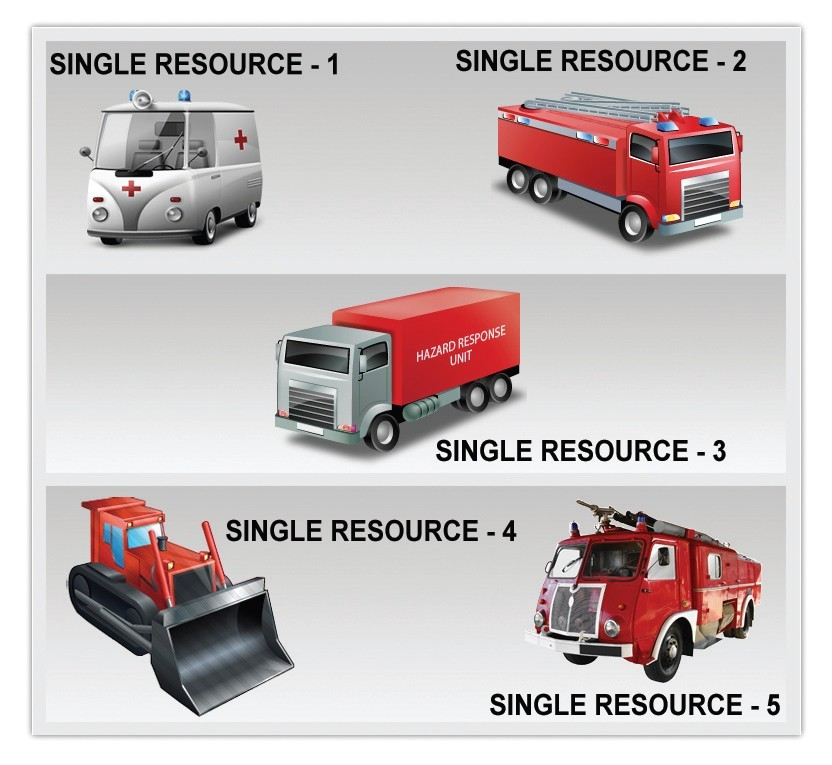 SINGLE RESOURCE - 1
SINGLE RESOURCE - 2
HAZARD RESPONSE
UNIT
SINGLE RESOURCE - 3
SINGLE RESOURCE - 4
SINGLE RESOURCE - 5